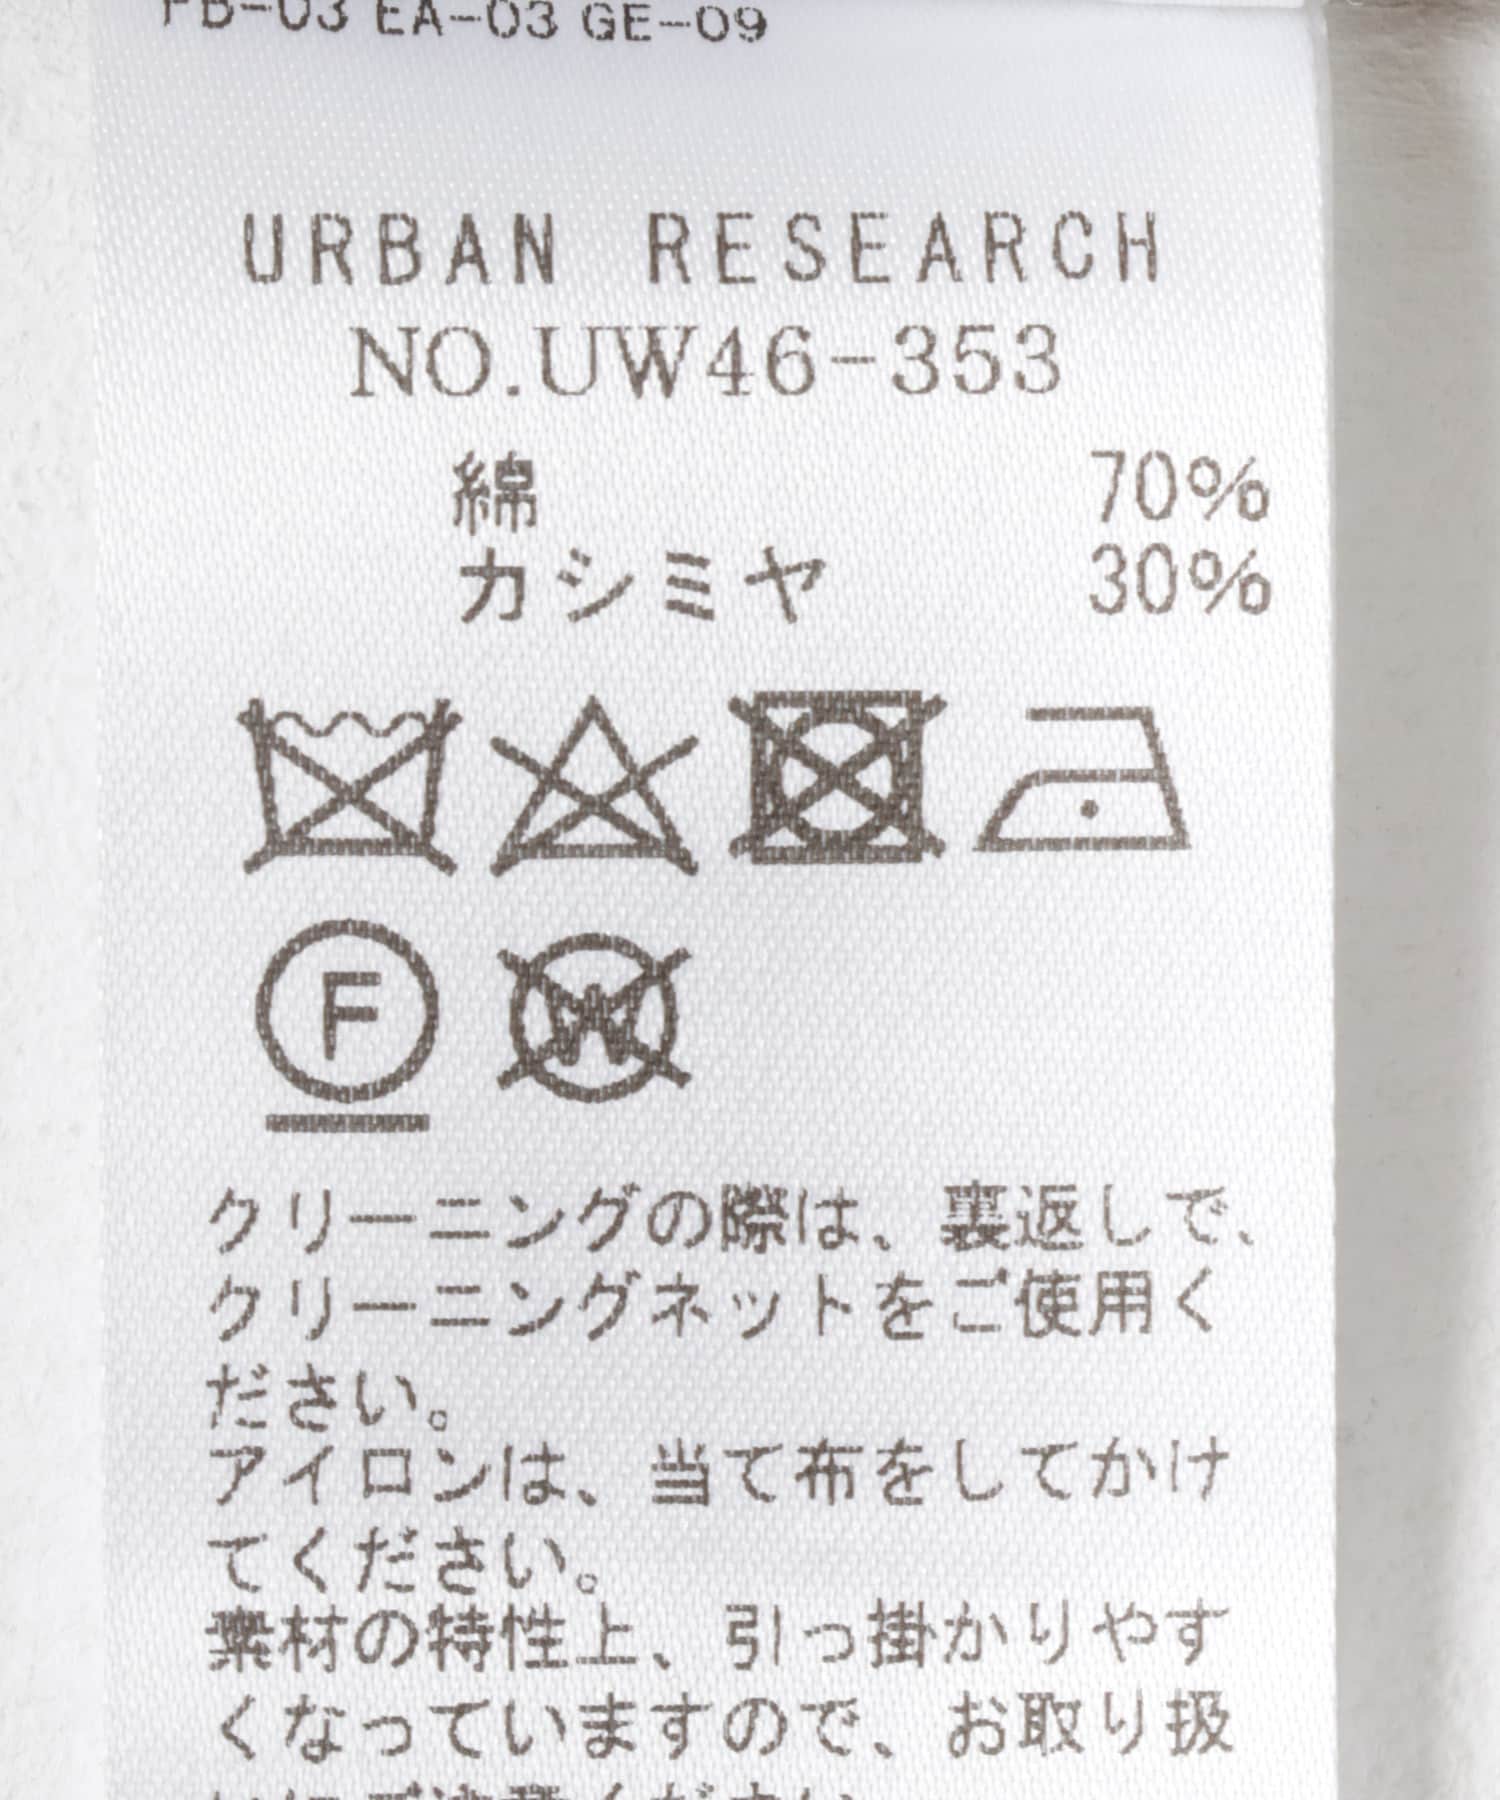 FB-03 EA-03 GE-09
URBAN RESEARCH
NO.UW46-353
綿 70%
カシミヤ 30%
F
W
クリーニングの際は、裏返しで、
クリーニングネットをご使用く
ださい。
アイロンは、当て布をしてかけ
てください。
素材の特性上、引っ掛かりやす
くなっていますので、お取り扱